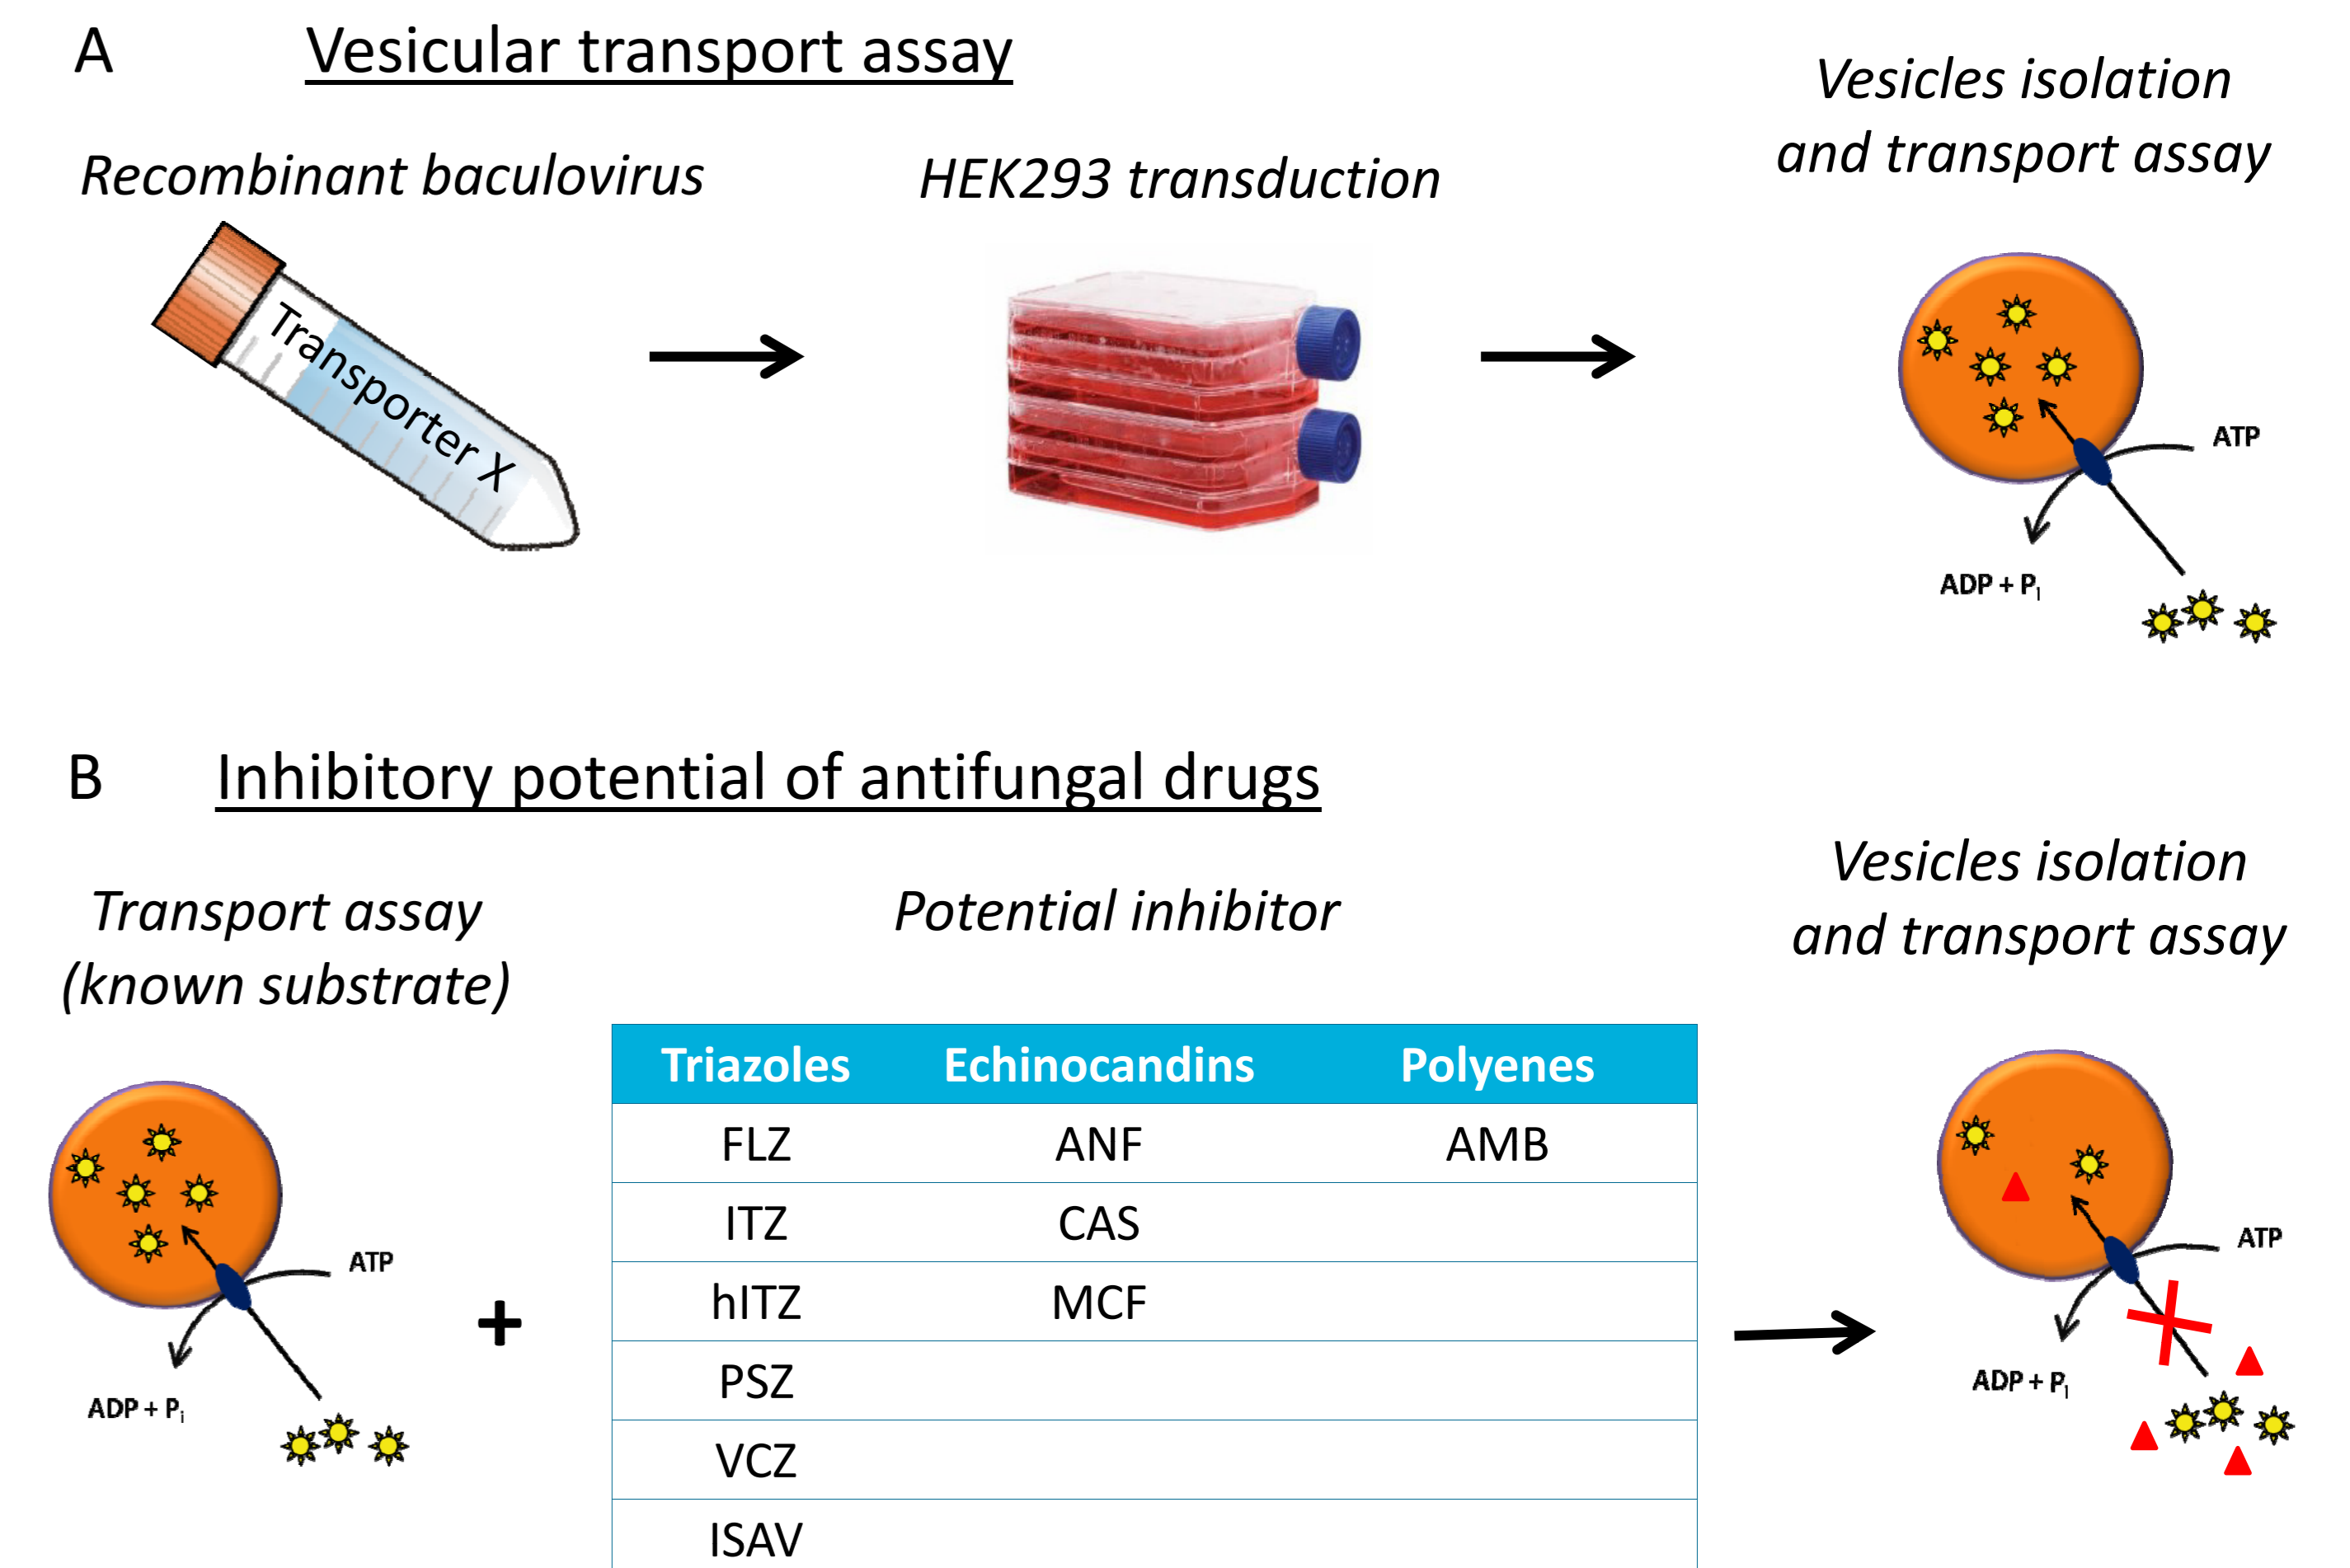 A
Vesicular transport assay
Recombinant baculovirus
HEK293 transduction
Vesicles isolation
and transport assay
Transporter X
ATP
ADP + Pi
B
Inhibitory potential of antifungal drugs
Transport assay
(known substrate)
Potential inhibitor
Vesicles isolation
and transport assay
Triazoles Echinocandins Polyenes
FLZ ANF AMB
ITZ CAS
hITZ MCF
PSZ
VCZ
ISAV
ATP
ADP + Pi
+
ATP
ADP + Pi